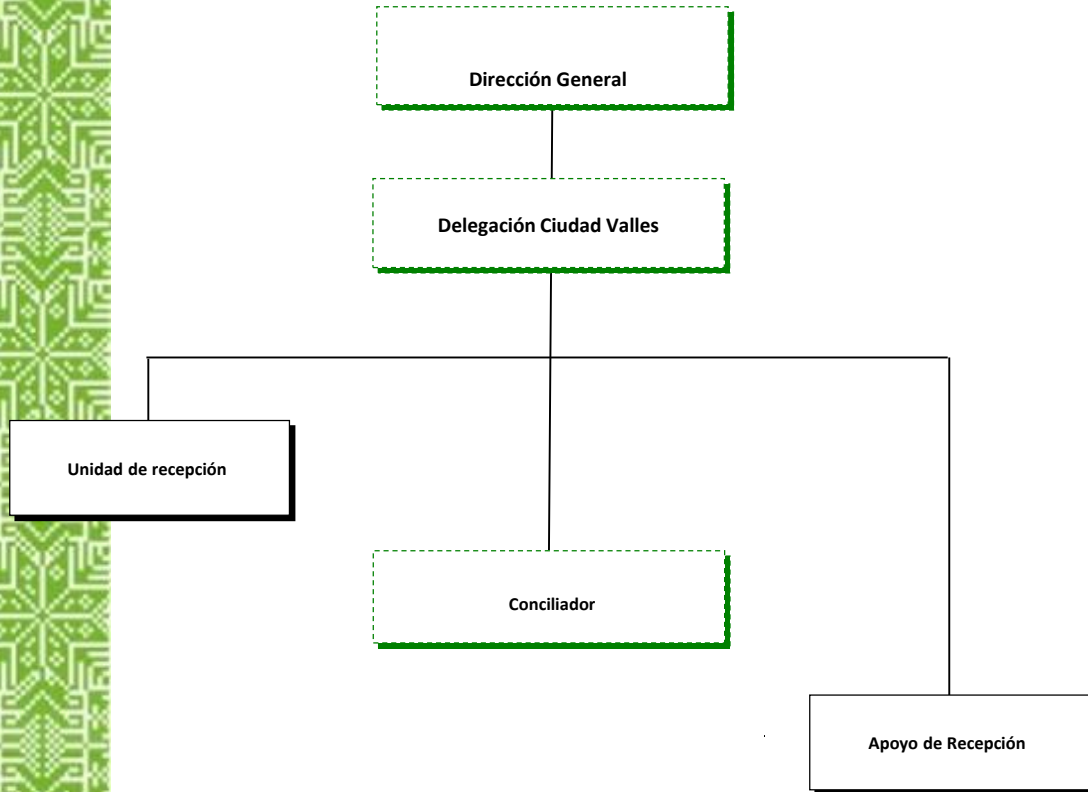 Dirección General
Delegación Ciudad Valles
Unidad de recepción
Conciliador
Apoyo de Recepción